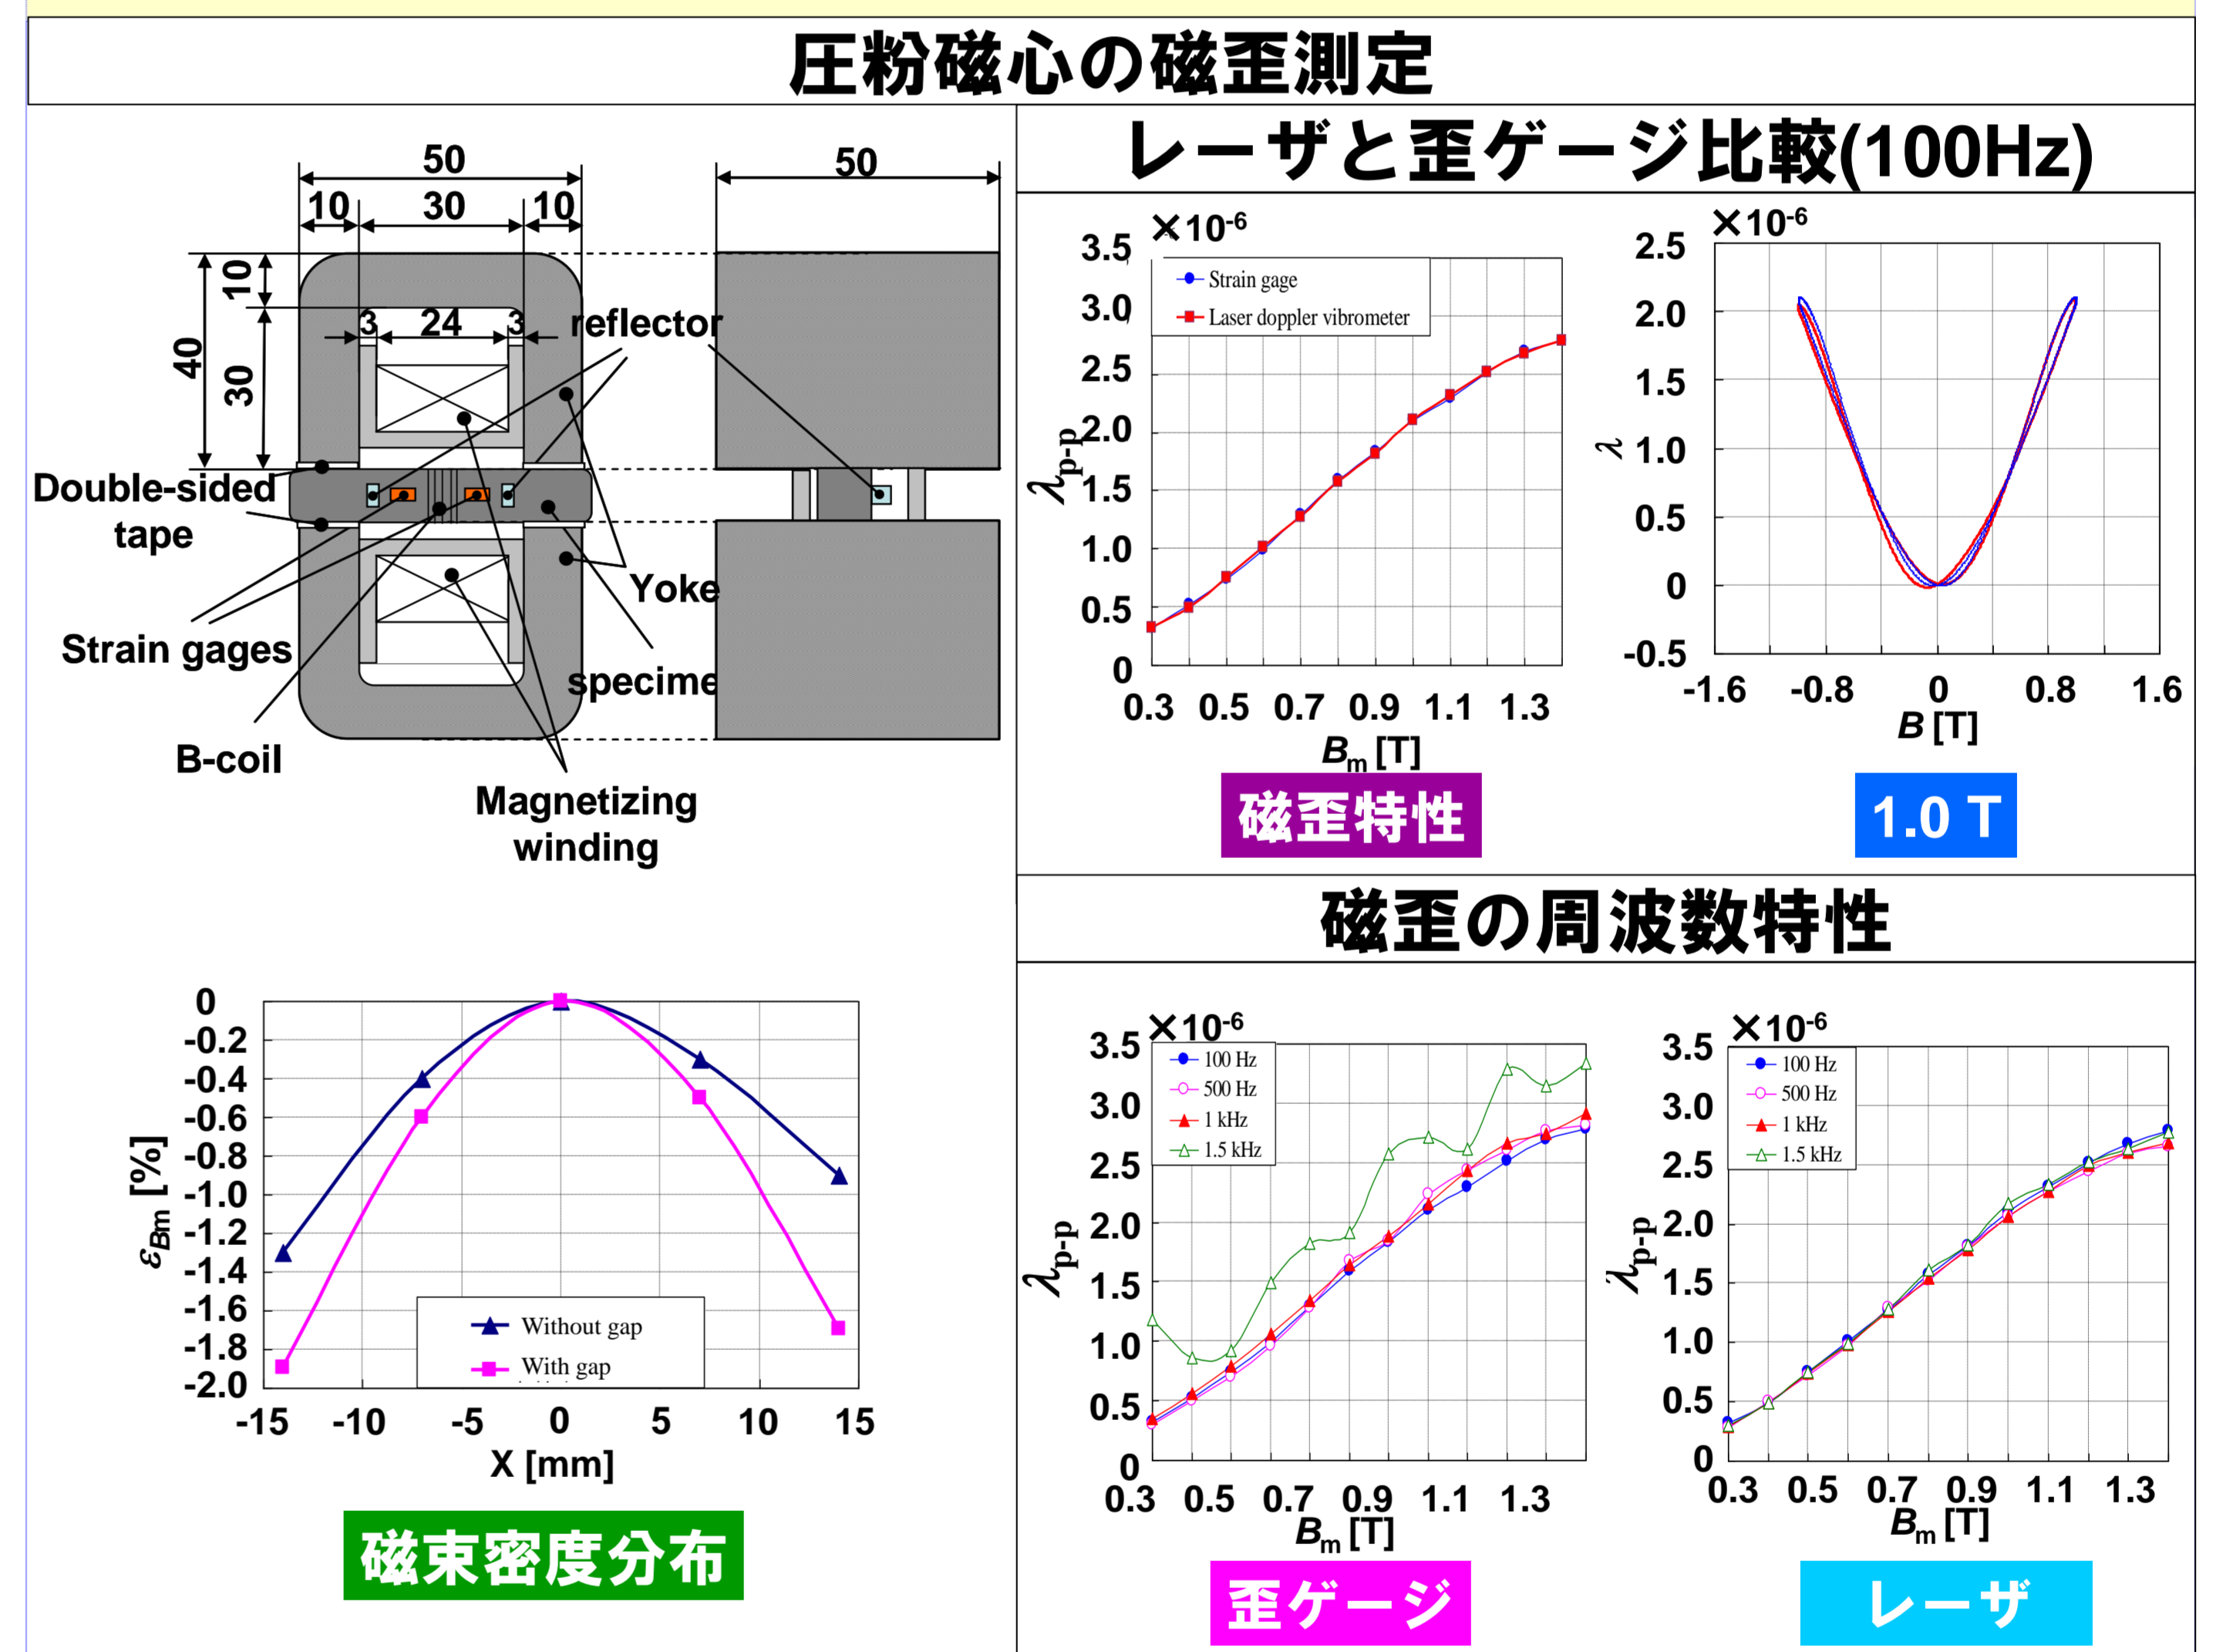 圧粉磁心の磁歪測定
50
50
10 30 10
10
3 24 3
reflector
40
30
Double-sided
tape
Yoke
Strain gages
specime
B-coil
Magnetizing
winding
0
-0.2
-0.4
-0.6
-0.8
-1.0
-1.2
-1.4
-1.6
-1.8
-2.0
εBm [%]
Without gap
With gap
-15 -10 -5 0 5 10 15
X [mm]
磁束密度分布
レーザと歪ゲージ比較(100Hz)
×10-6
3.5
3.0
2.5
2.0
1.5
1.0
0.5
0
λp-p
Strain gage
Laser doppler vibrometer
0.3 0.5 0.7 0.9 1.1 1.3
Bm [T]
磁歪特性
×10-6
2.5
2.0
1.5
1.0
0.5
0
-0.5
λ
-1.6 -0.8 0 0.8 1.6
B [T]
1.0 T
磁歪の周波数特性
×10-6
3.5
3.0
2.5
2.0
1.5
1.0
0.5
0
λp-p
100 Hz
500 Hz
1 kHz
1.5 kHz
0.3 0.5 0.7 0.9 1.1 1.3
Bm [T]
歪ゲージ
×10-6
3.5
3.0
2.5
2.0
1.5
1.0
0.5
0
λp-p
100 Hz
500 Hz
1 kHz
1.5 kHz
0.3 0.5 0.7 0.9 1.1 1.3
Bm [T]
レーザ